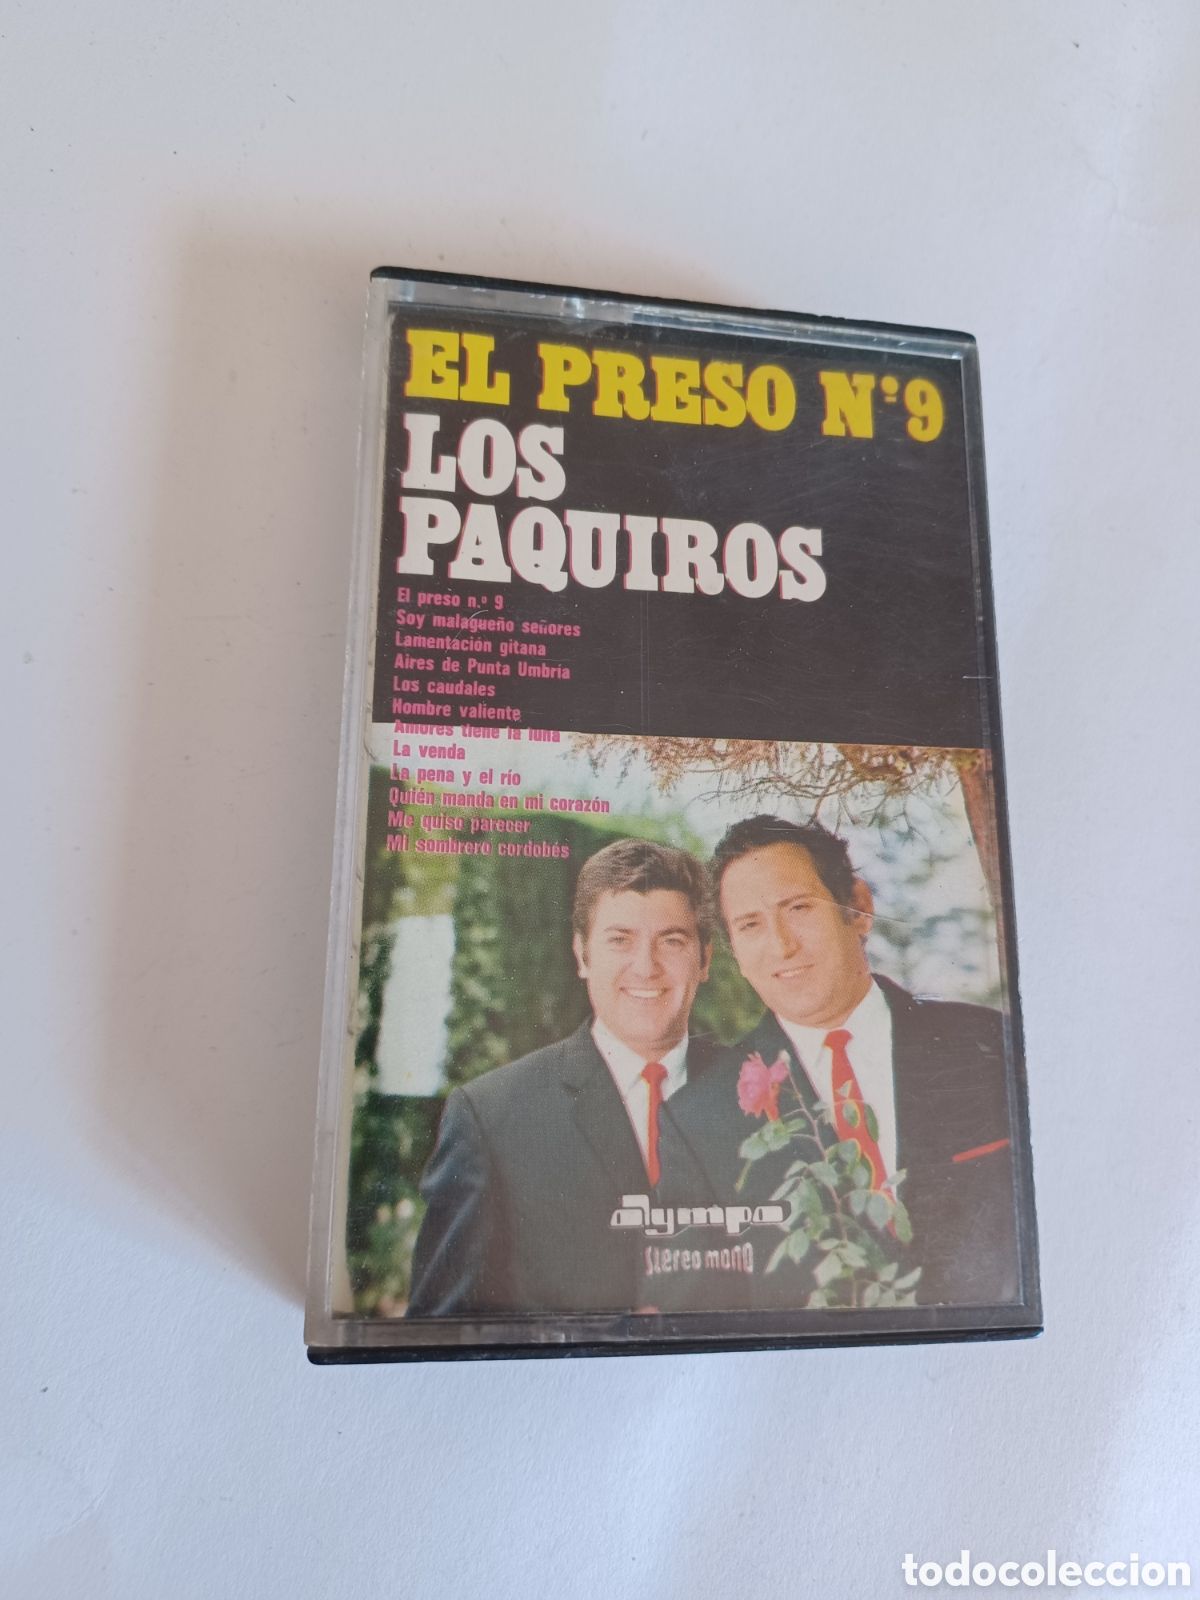 EL PRESO Nº9
LOS
PAQUIROS
El preso n.º 9
Soy malagueño señores
Lamentación gitana
Aires de Punta Umbría
Los caudales
Hombre valiente
Amores tiene la luna
La venda
La pena y el río
Quién manda en mi corazón
Me quiso parecer
Mi sombrero cordobés
Olympo
Stereo mono
todocoleccion